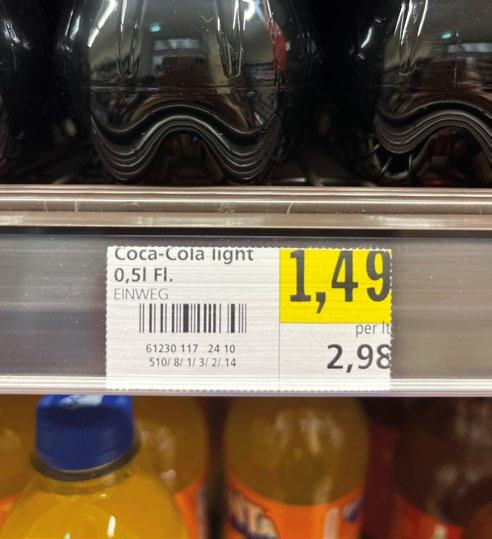 Coca-Cola light
0,5l Fl.
EINWEG
1,49
per lt
2,98
61230 117 24 10
510/ 8/ 1/ 3/ 2/ 14